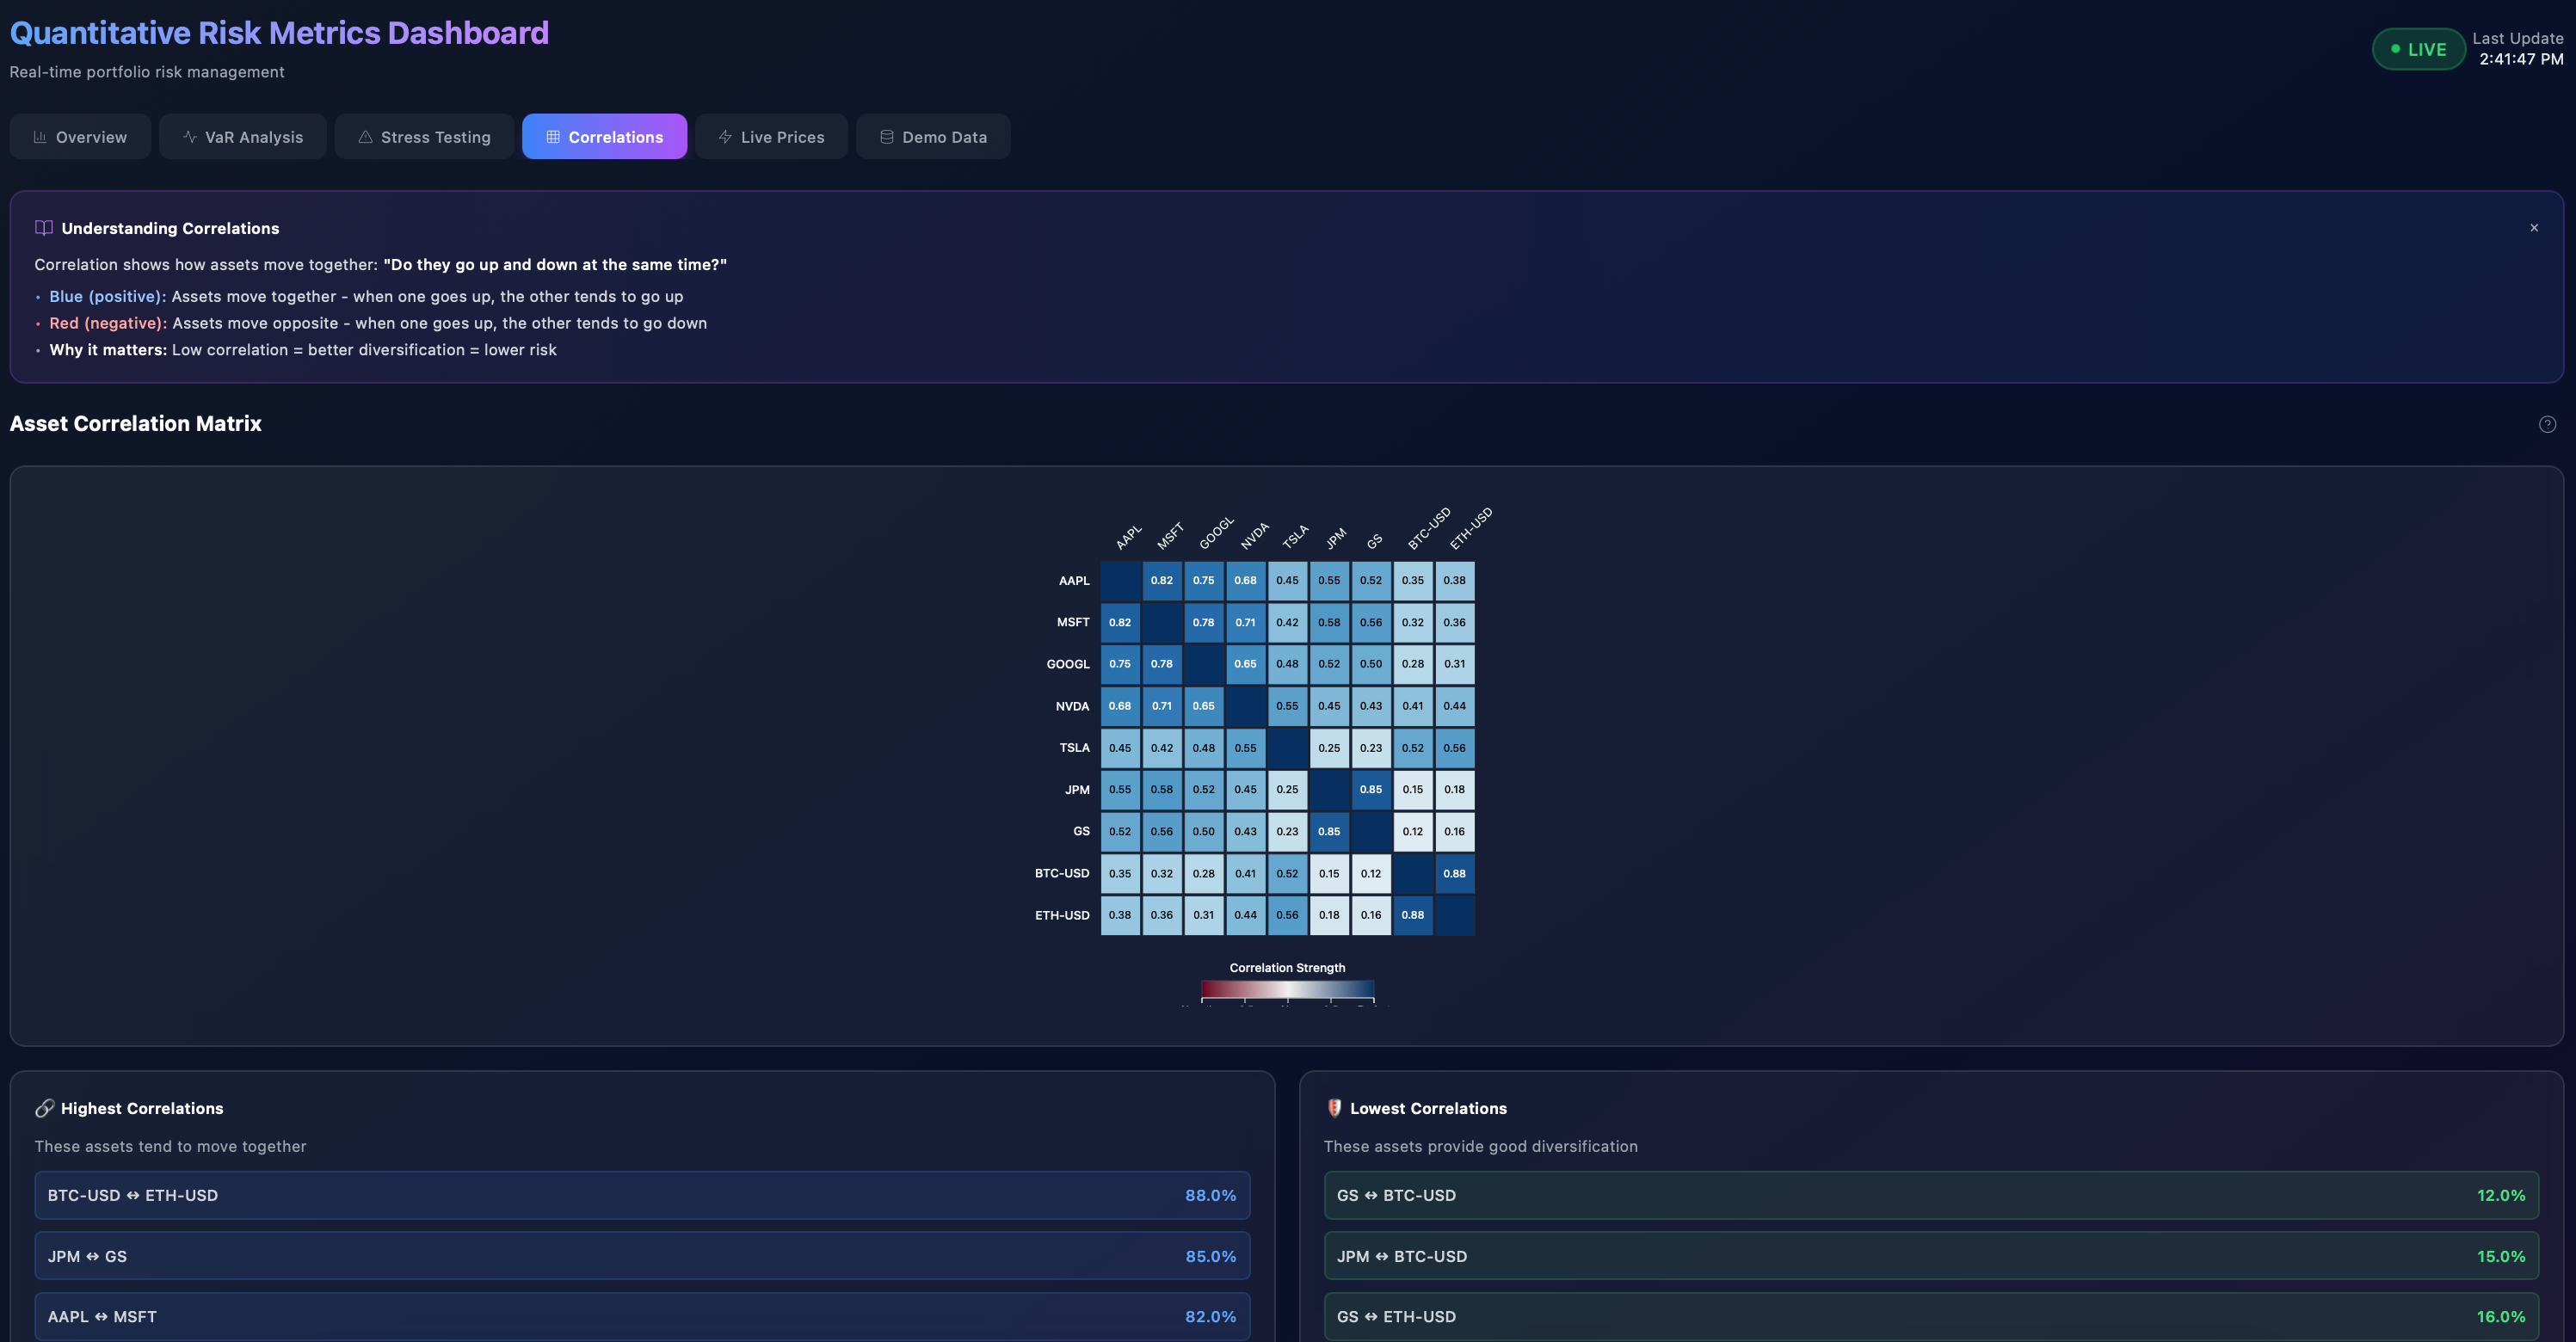 Quantitative Risk Metrics Dashboard
Real-time portfolio risk management
LIVE
Last Update
2:41:47 PM
Overview
VaR Analysis
Stress Testing
Correlations
Live Prices
Demo Data
Understanding Correlations
×
Correlation shows how assets move together: "Do they go up and down at the same time?"
• Blue (positive): Assets move together - when one goes up, the other tends to go up
• Red (negative): Assets move opposite - when one goes up, the other tends to go down
• Why it matters: Low correlation = better diversification = lower risk
Asset Correlation Matrix
?
AAPL MSFT GOOGL NVDA TSLA JPM GS BTC-USD ETH-USD
AAPL 0.82 0.75 0.68 0.45 0.55 0.52 0.35 0.38
MSFT 0.82 0.78 0.71 0.42 0.58 0.56 0.32 0.36
GOOGL 0.75 0.78 0.65 0.48 0.52 0.50 0.28 0.31
NVDA 0.68 0.71 0.65 0.55 0.45 0.43 0.41 0.44
TSLA 0.45 0.42 0.48 0.55 0.25 0.23 0.52 0.56
JPM 0.55 0.58 0.52 0.45 0.25 0.85 0.15 0.18
GS 0.52 0.56 0.50 0.43 0.23 0.85 0.12 0.16
BTC-USD 0.35 0.32 0.28 0.41 0.52 0.15 0.12 0.88
ETH-USD 0.38 0.36 0.31 0.44 0.56 0.18 0.16 0.88
Correlation Strength
Highest Correlations
These assets tend to move together
BTC-USD ↔ ETH-USD 88.0%
JPM ↔ GS 85.0%
AAPL ↔ MSFT 82.0%
Lowest Correlations
These assets provide good diversification
GS ↔ BTC-USD 12.0%
JPM ↔ BTC-USD 15.0%
GS ↔ ETH-USD 16.0%